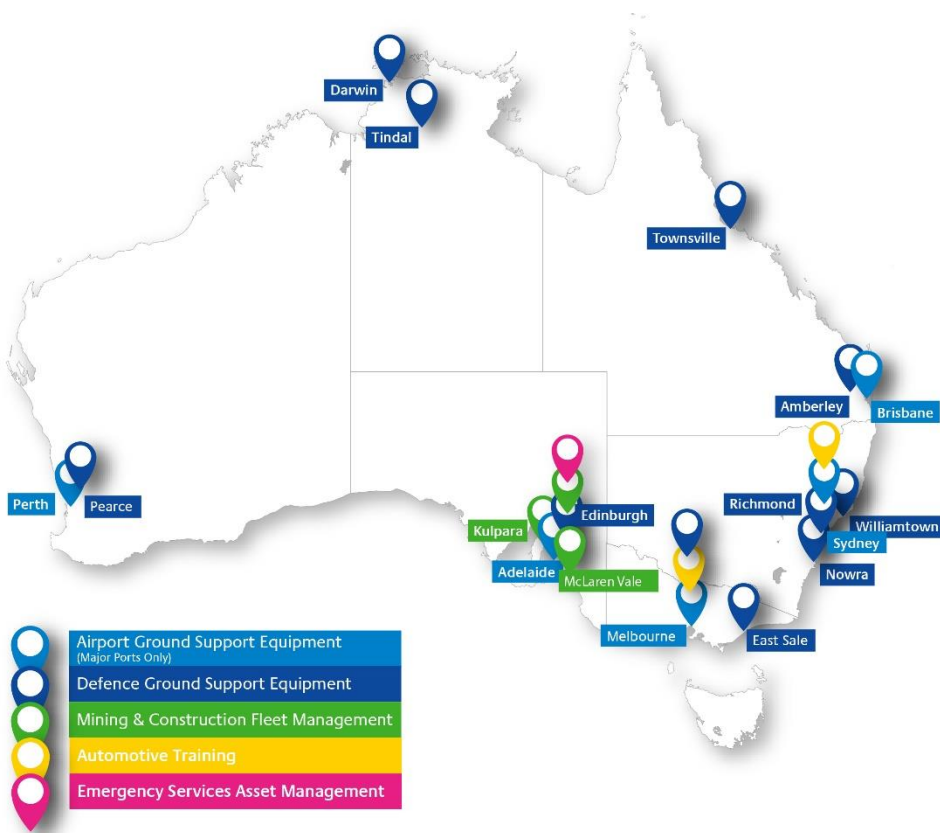 Darwin
Tindal
Townsville
Amberley
Brisbane
Perth
Pearce
Richmond
Williamtown
Kulpara
Edinburgh
Sydney
Adelaide
McLaren Vale
Nowra
Melbourne
East Sale
Airport Ground Support Equipment
(Major Ports Only)
Defence Ground Support Equipment
Mining & Construction Fleet Management
Automotive Training
Emergency Services Asset Management